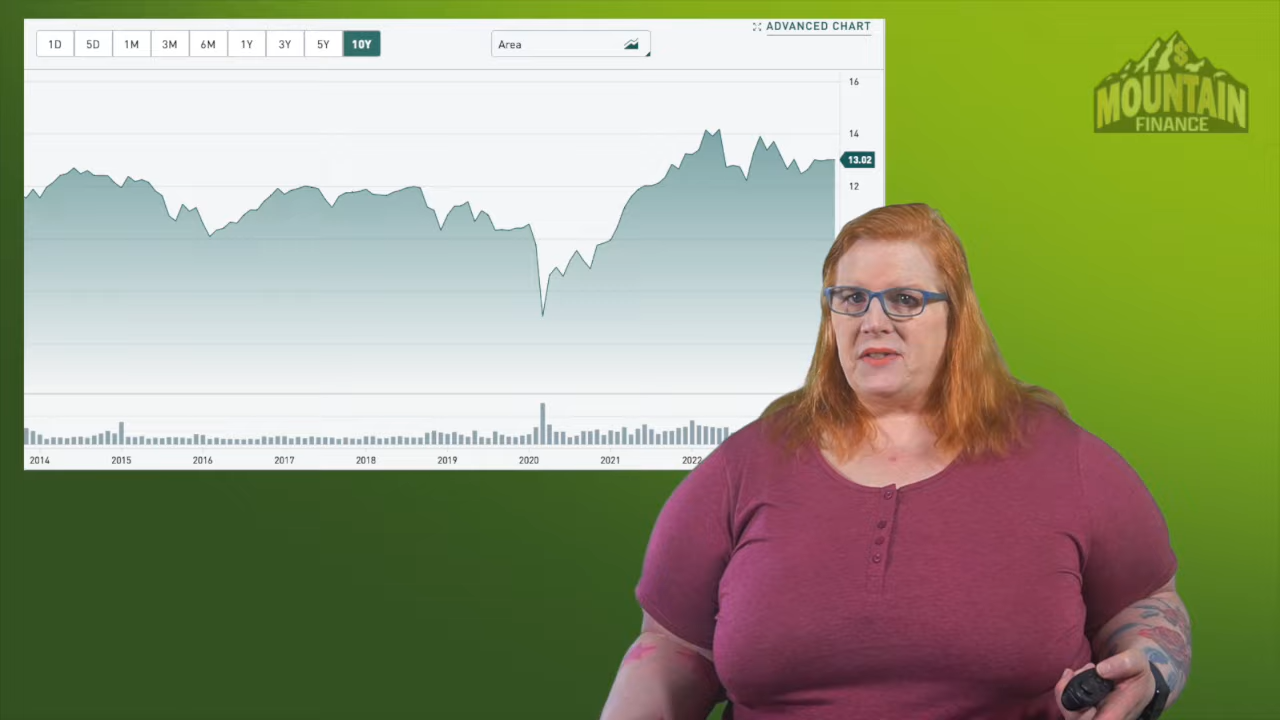 1D 5D 1M 3M 6M 1Y 3Y 5Y 10Y
Area
ADVANCED CHART
$
MOUNTAIN
FINANCE
16
14
13.02
12
2014 2015 2016 2017 2018 2019 2020 2021 2022